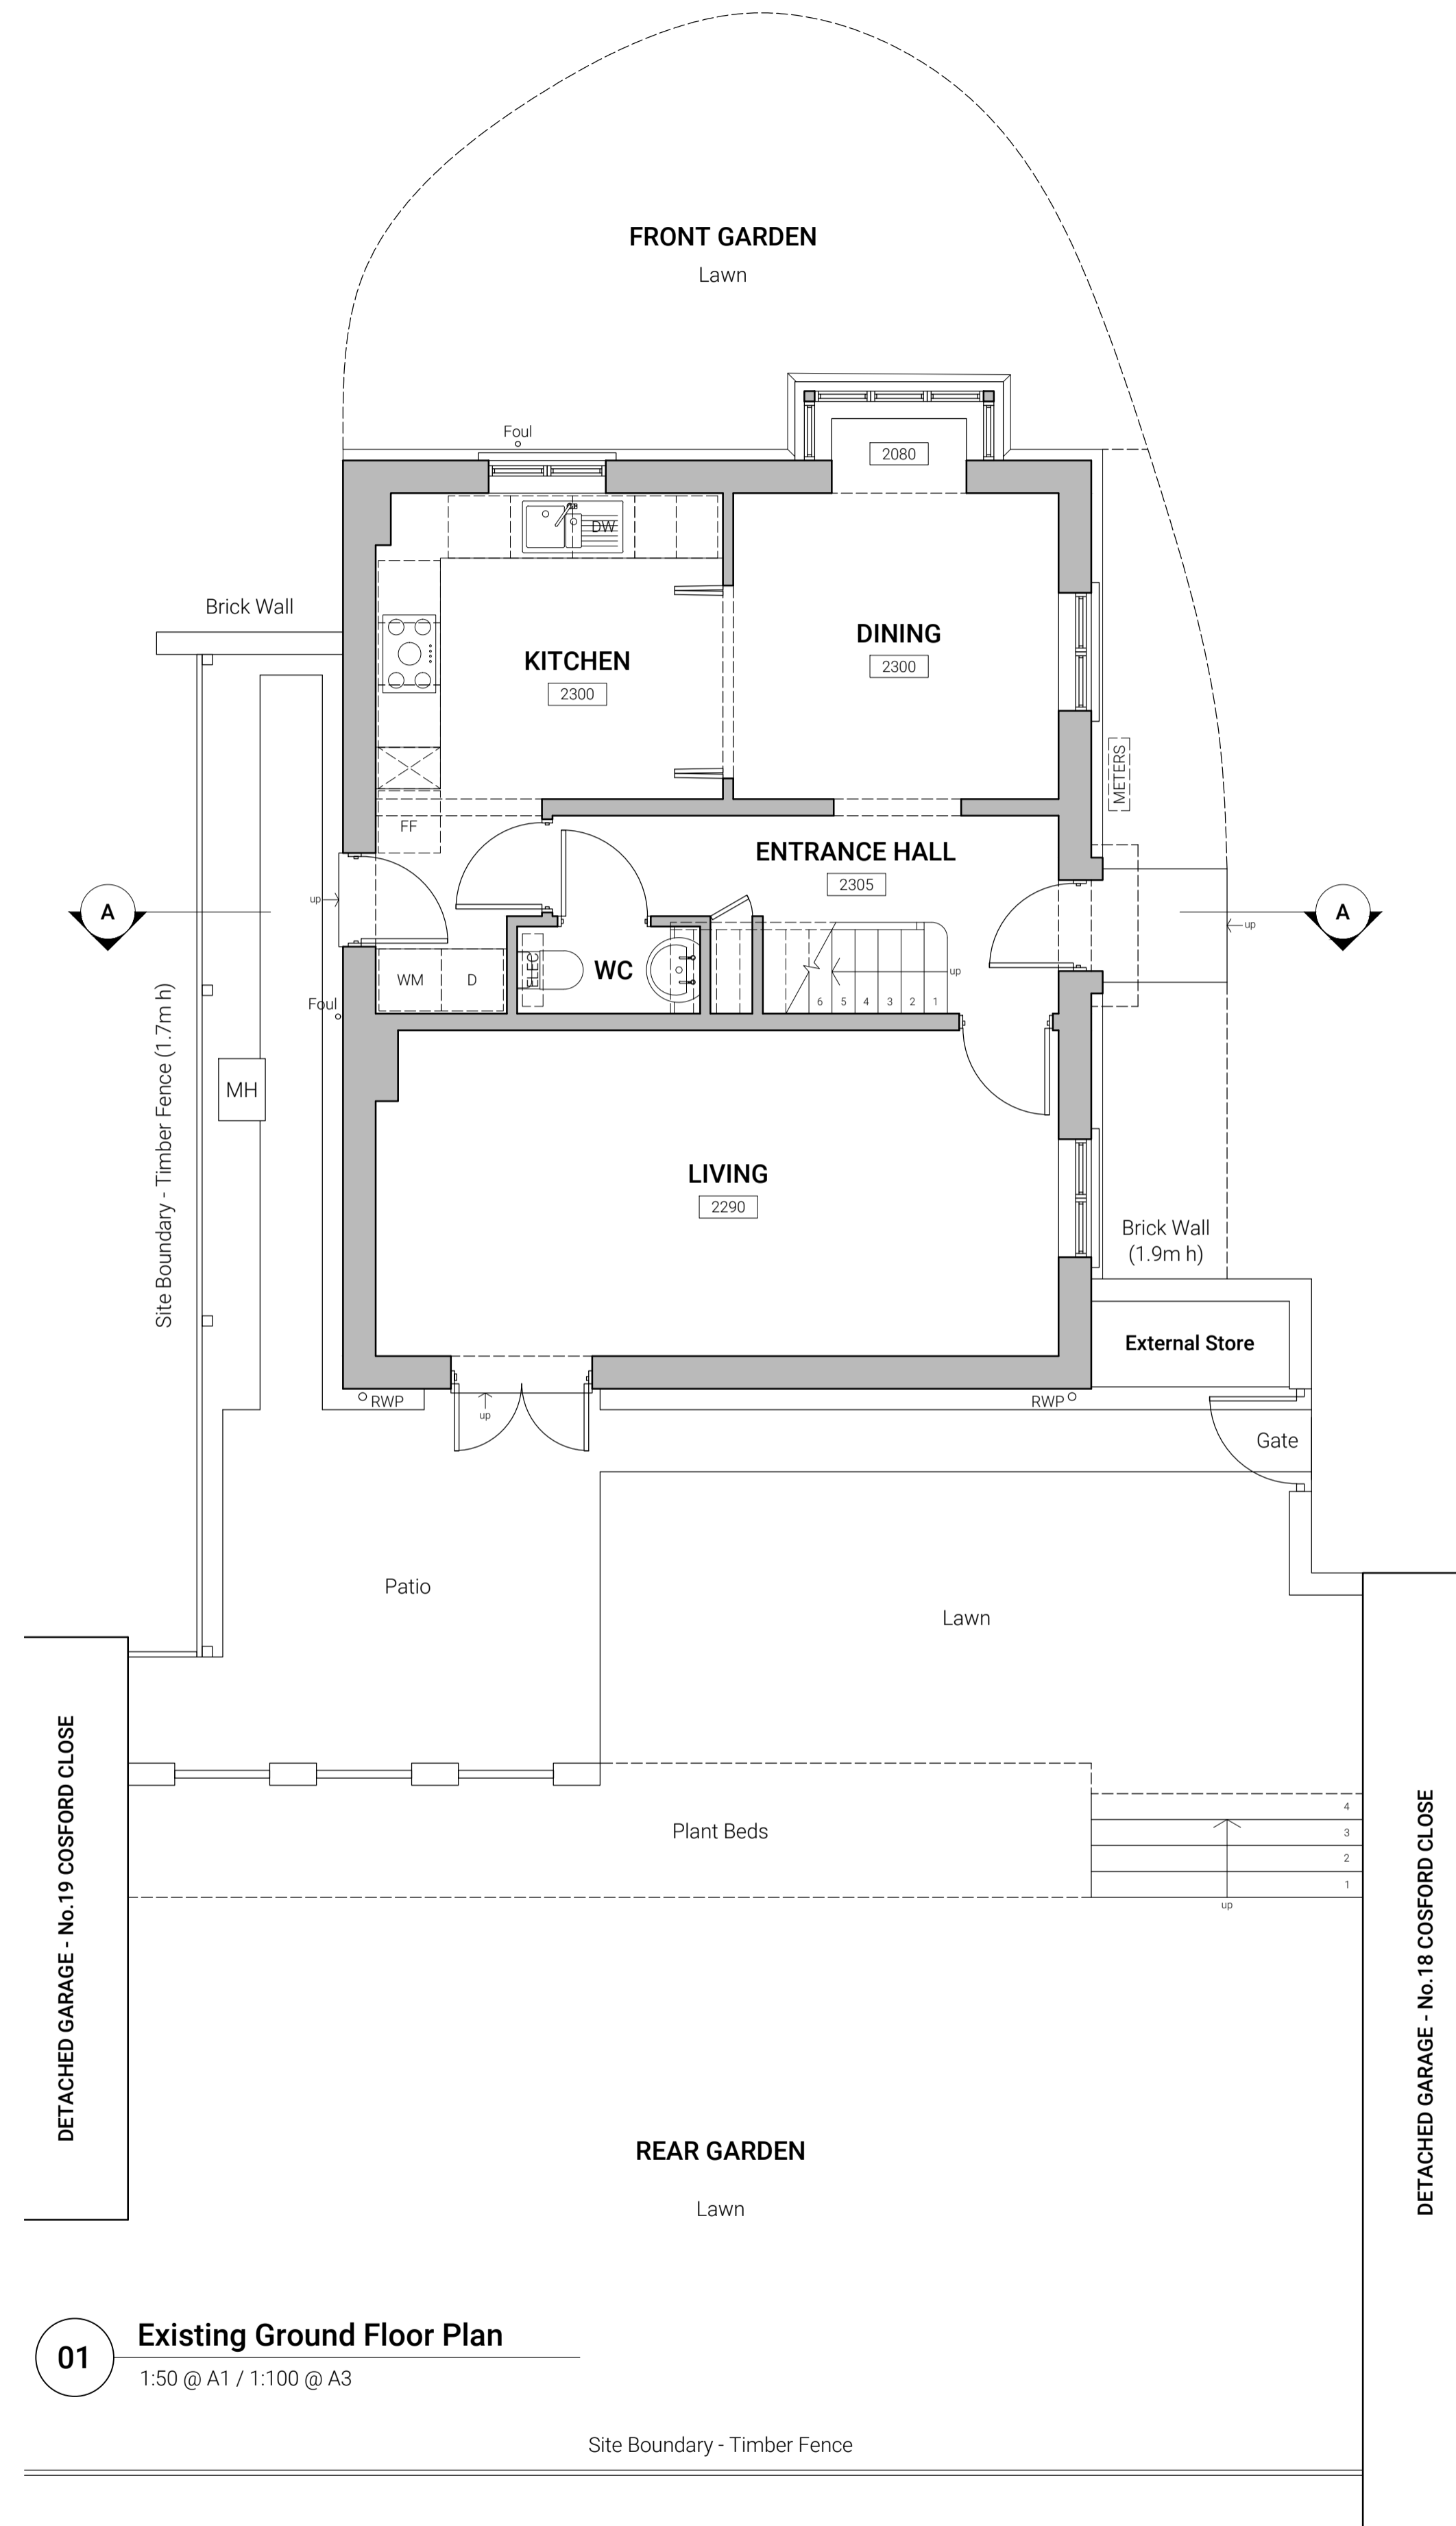 FRONT GARDEN
Lawn
Foul
2080
DW
Brick Wall
DINING
2300
KITCHEN
2300
METERS
FF
ENTRANCE HALL
2305
A
up
A
up
WM
D
ELEC
WC
up
6 5 4 3 2 1
Foul
Site Boundary - Timber Fence (1.7m h)
MH
LIVING
2290
Brick Wall
(1.9m h)
External Store
RWP
up
RWP
Gate
Patio
Lawn
DETACHED GARAGE - No.19 COSFORD CLOSE
Plant Beds
4
3
2
1
up
DETACHED GARAGE - No.18 COSFORD CLOSE
REAR GARDEN
Lawn
01
Existing Ground Floor Plan
1:50 @ A1 / 1:100 @ A3
Site Boundary - Timber Fence